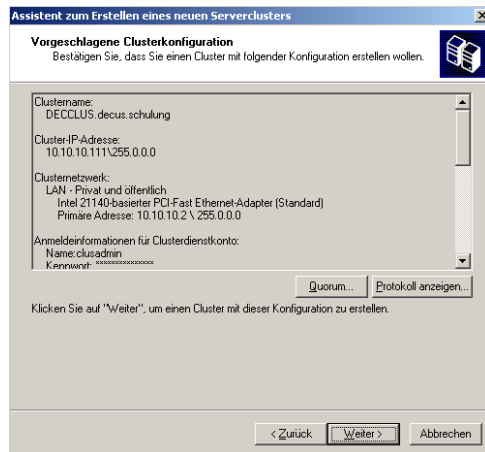 Assistent zum Erstellen eines neuen Serverclusters
Vorgeschlagene Clusterkonfiguration
Bestätigen Sie, dass Sie einen Cluster mit folgender Konfiguration erstellen wollen.
Clustername:
DECCLUS.decus.schulung
Cluster-IP-Adresse:
10.10.10.111\255.0.0.0
Clusternetzwerk:
LAN - Privat und öffentlich
Intel 21140-basierter PCI-Fast Ethernet-Adapter (Standard)
Primäre Adresse: 10.10.10.2 \ 255.0.0.0
Anmeldeinformationen für Clusterdienstkonto:
Name:clusadmin
Kennwort: **************
Quorum... Protokoll anzeigen...
Klicken Sie auf "Weiter", um einen Cluster mit dieser Konfiguration zu erstellen.
< Zurück Weiter > Abbrechen